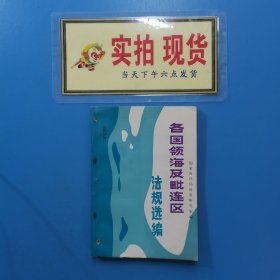 实拍 现货
当天下午六点发货
各国领海及毗连区
法规选编